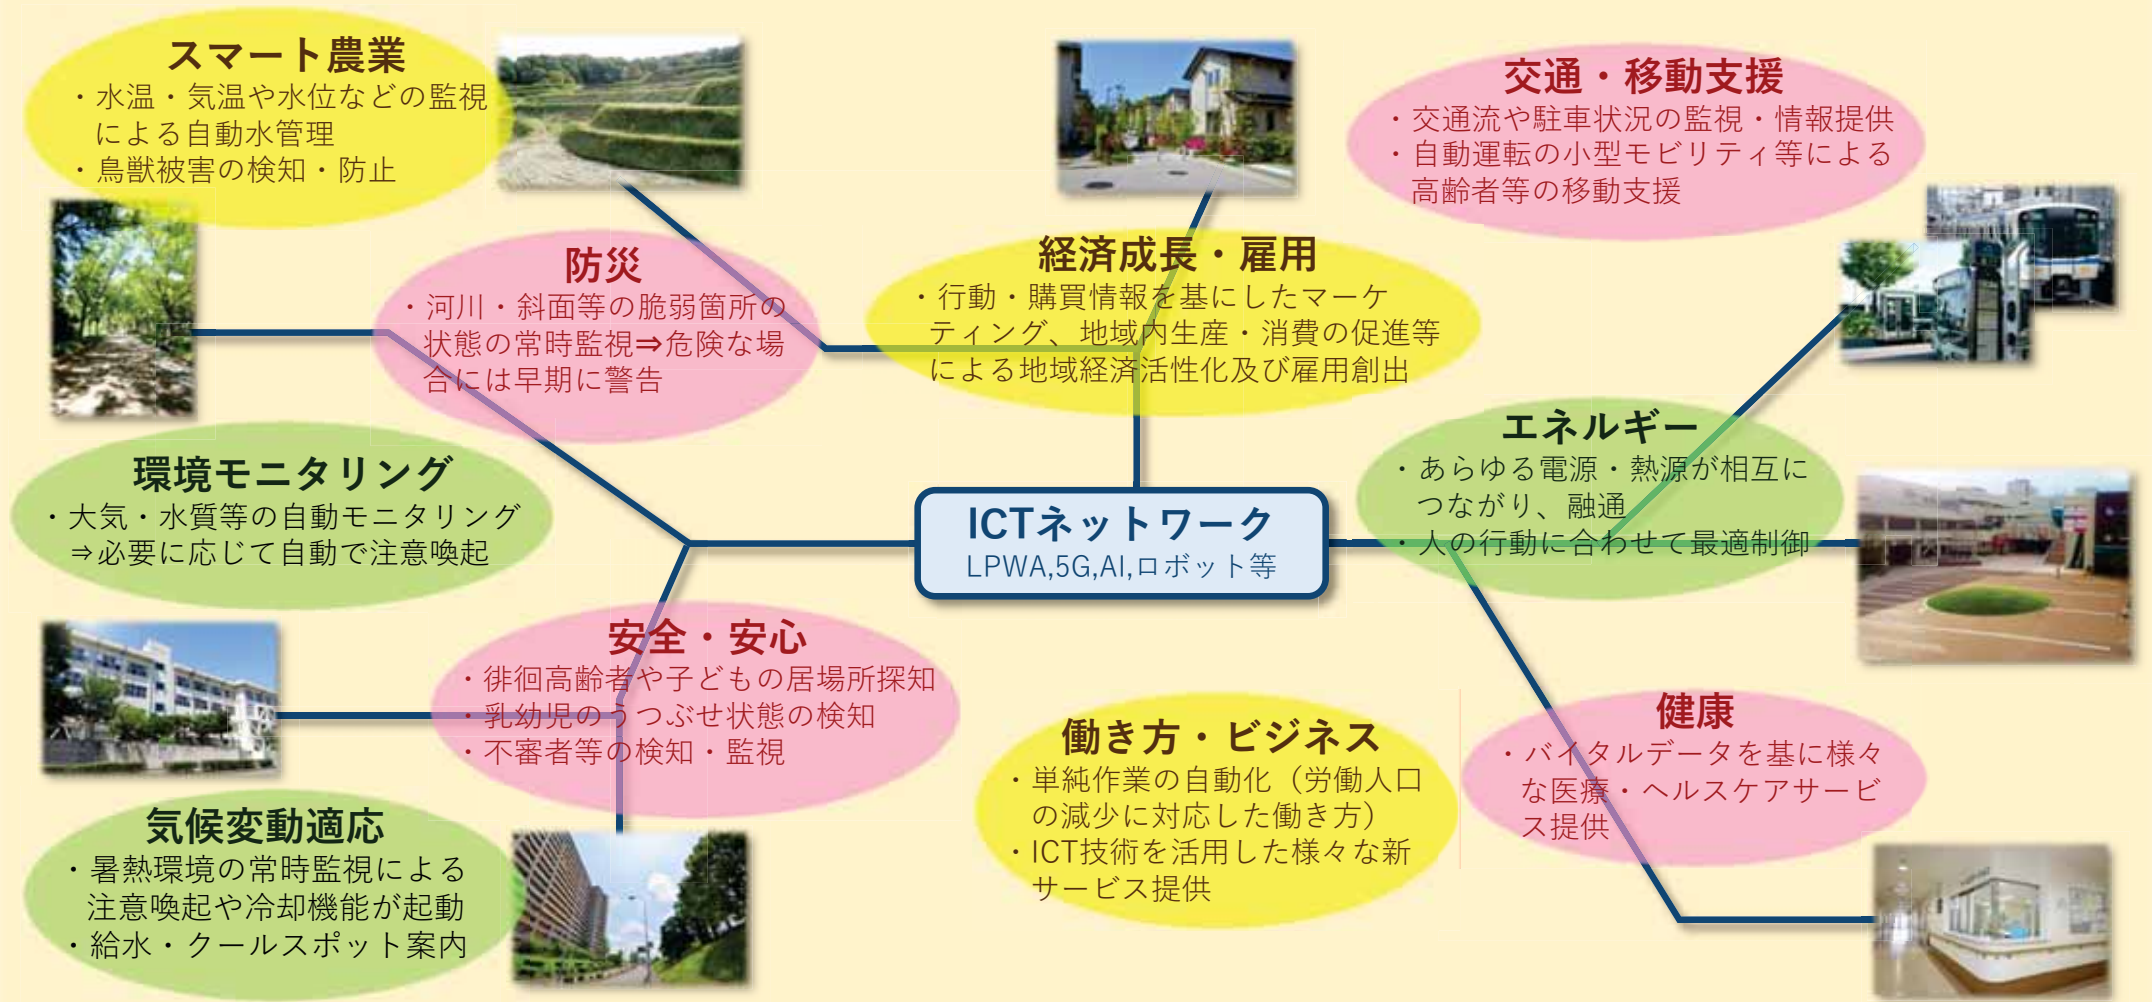 スマート農業
・水温・気温や水位などの監視
による自動水管理
・鳥獣被害の検知・防止
防災
・河川・斜面等の脆弱箇所の
状態の常時監視⇒危険な場
合には早期に警告
経済成長・雇用
・行動・購買情報を基にしたマーケ
ティング、地域内生産・消費の促進等
による地域経済活性化及び雇用創出
交通・移動支援
・交通流や駐車状況の監視・情報提供
・自動運転の小型モビリティ等による
高齢者等の移動支援
環境モニタリング
・大気・水質等の自動モニタリング
⇒必要に応じて自動で注意喚起
ICTネットワーク
LPWA,5G,AI,ロボット等
エネルギー
・あらゆる電源・熱源が相互に
つながり、融通
・人の行動に合わせて最適制御
安全・安心
・徘徊高齢者や子どもの居場所探知
・乳幼児のうつぶせ状態の検知
・不審者等の検知・監視
働き方・ビジネス
・単純作業の自動化（労働人口
の減少に対応した働き方）
・ICT技術を活用した様々な新
サービス提供
健康
・バイタルデータを基に様々
な医療・ヘルスケアサービ
ス提供
気候変動適応
・暑熱環境の常時監視による
注意喚起や冷却機能が起動
・給水・クールスポット案内